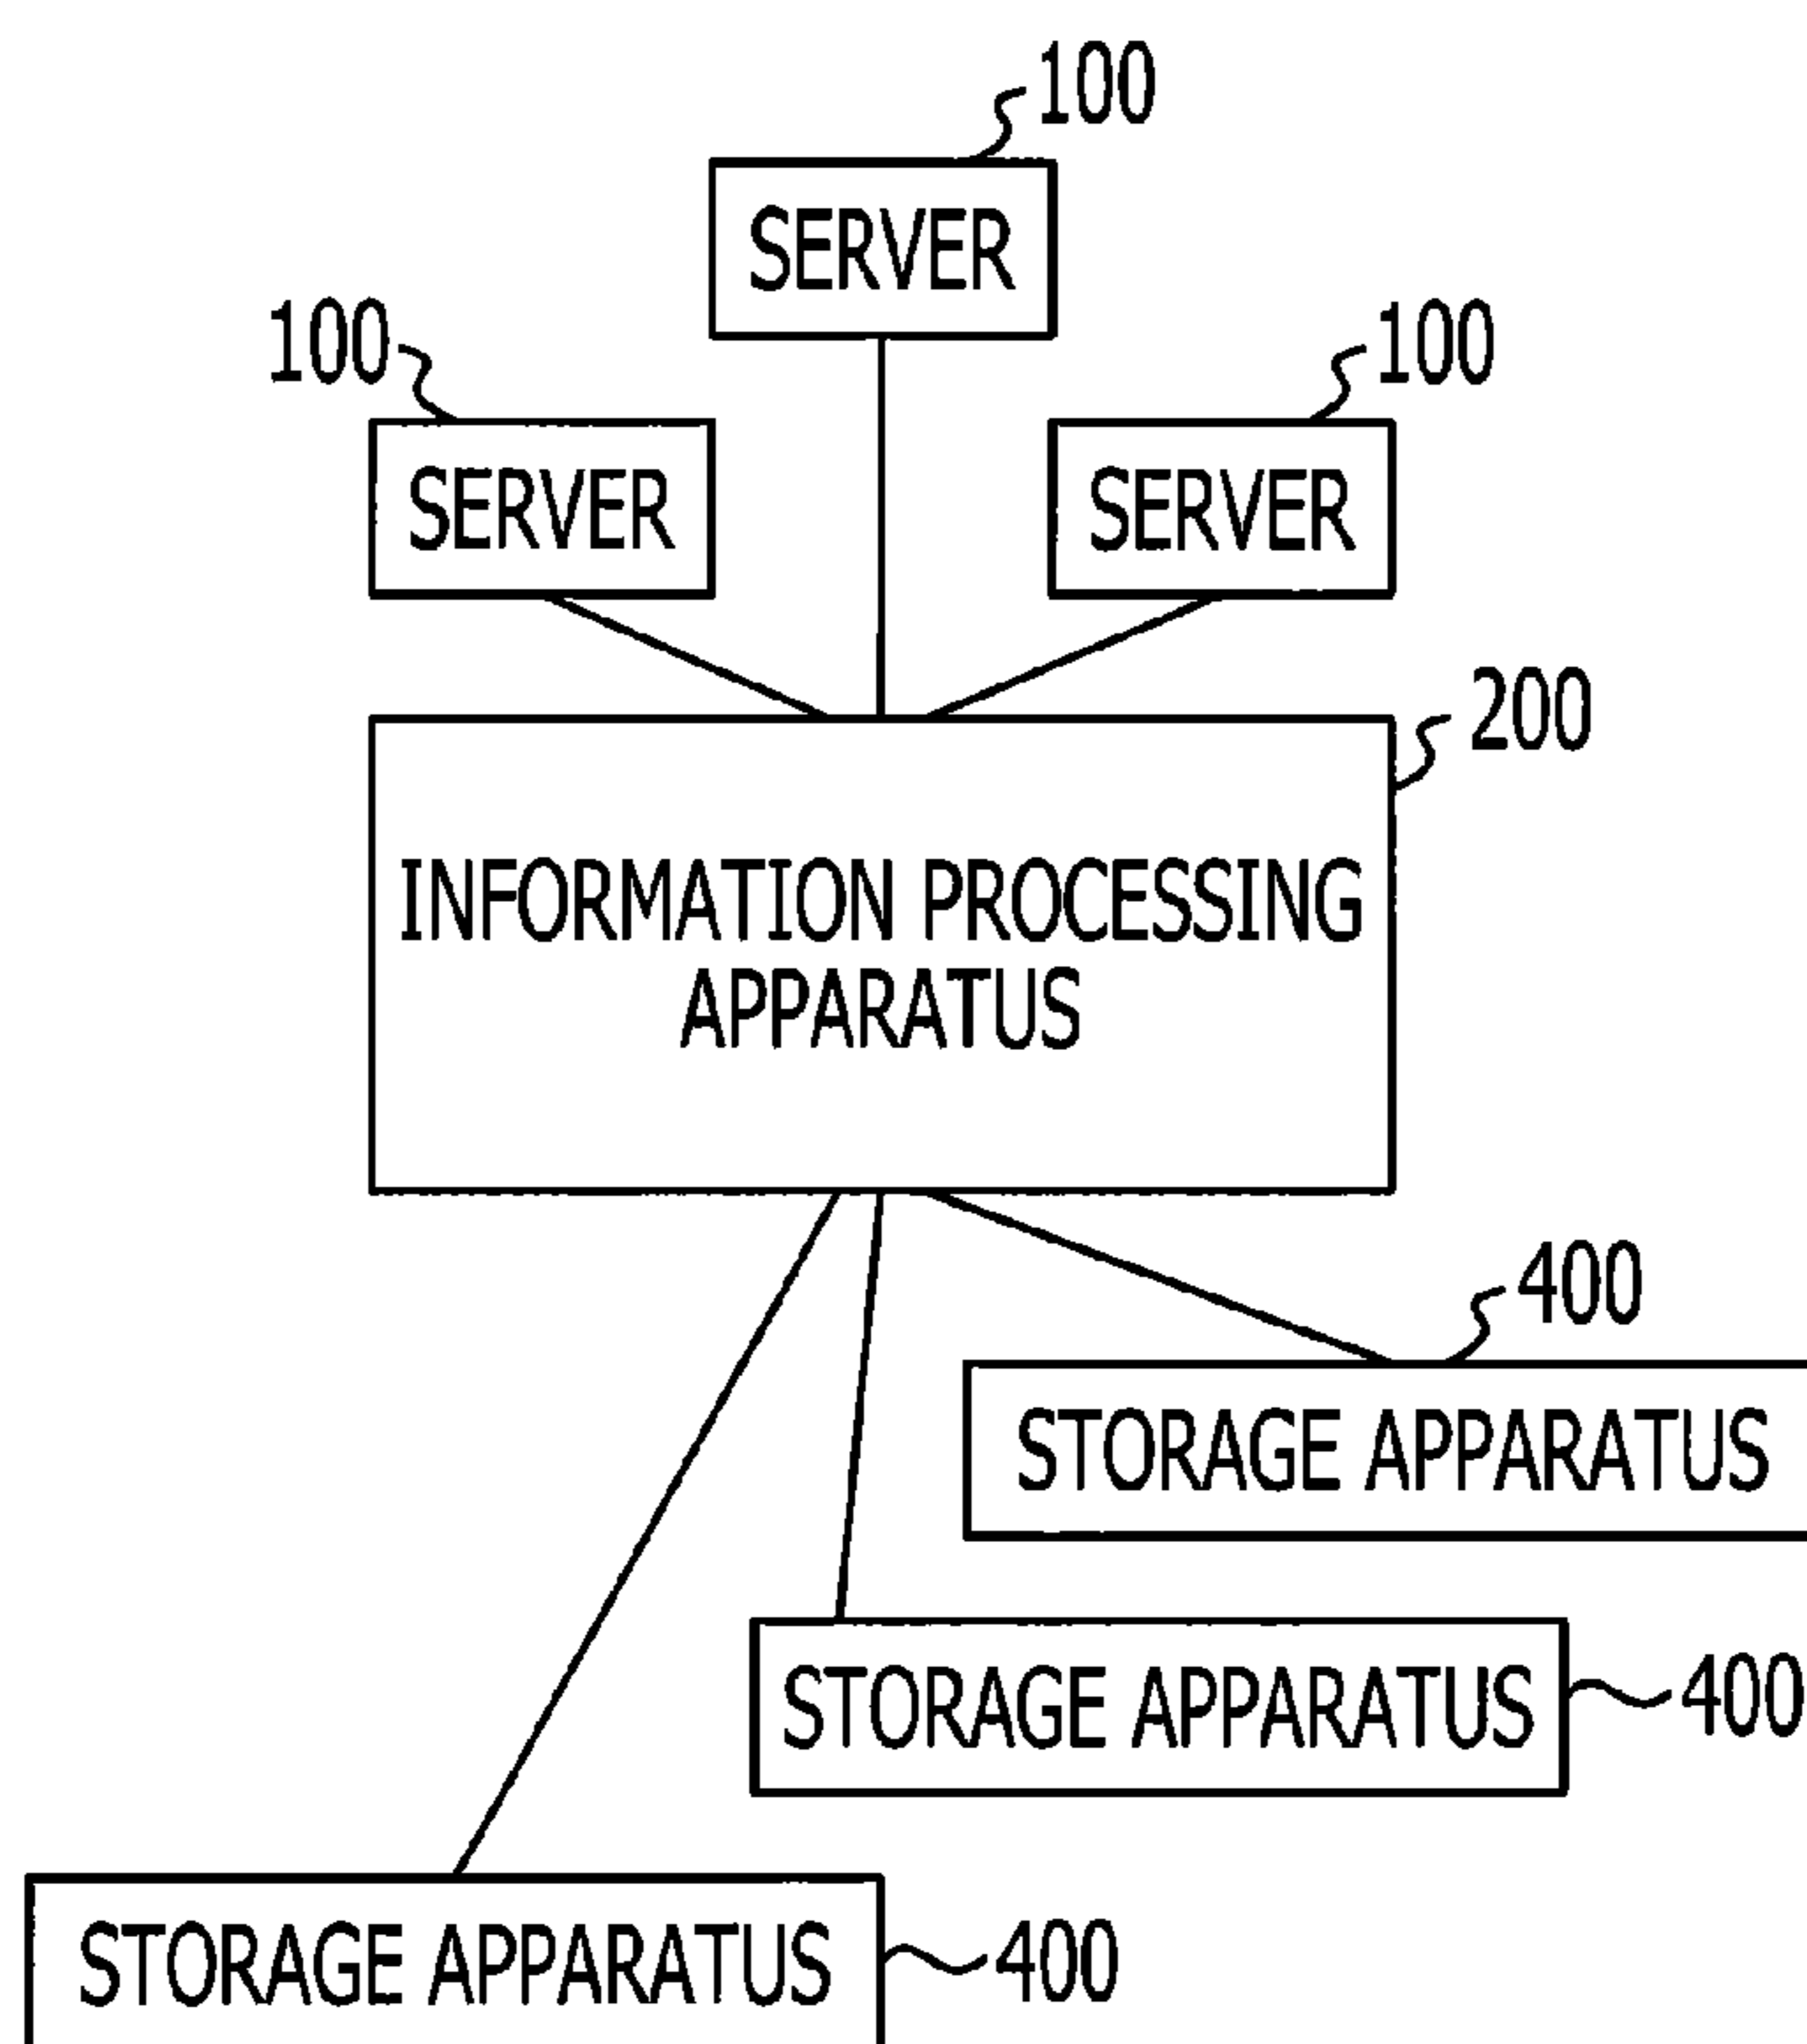 100
SERVER
100
100
SERVER
SERVER
200
INFORMATION PROCESSING
APPARATUS
400
STORAGE APPARATUS
STORAGE APPARATUS
400
STORAGE APPARATUS
400